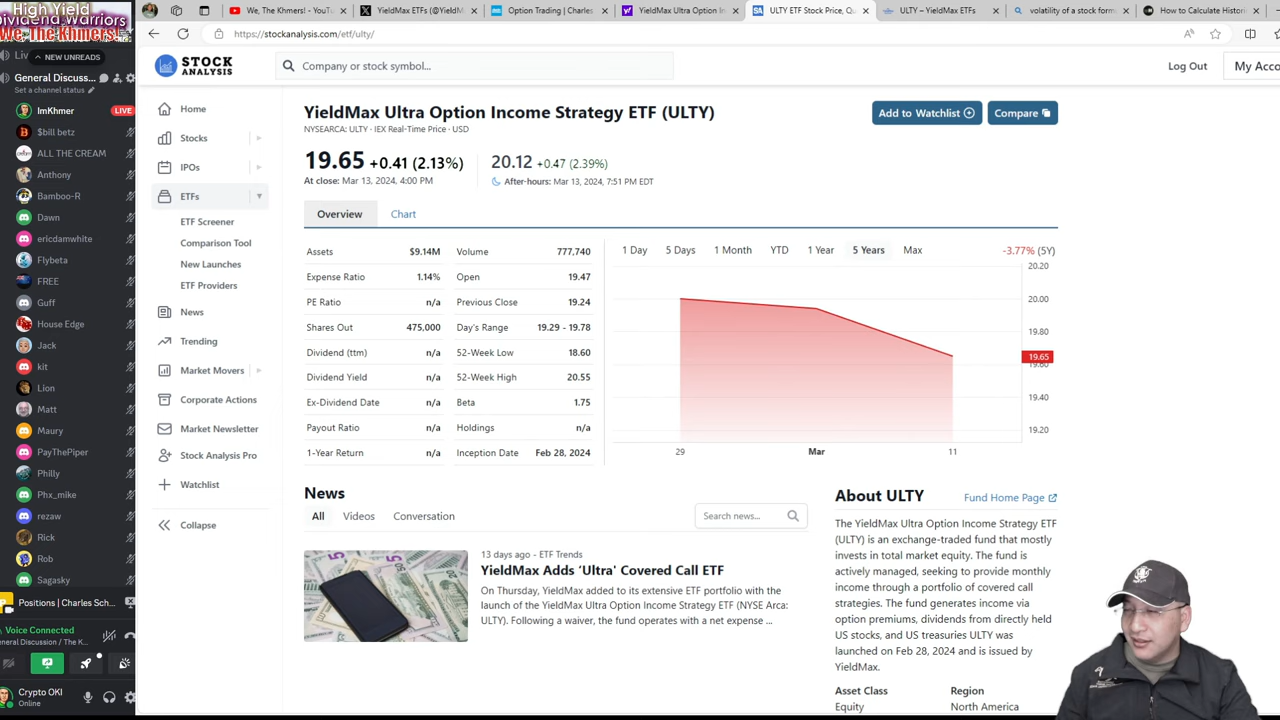 High Yield
Dividend Warriors
We The Khmers!
We, The Khmers! - YouT
YieldMax ETFs (@YieldM
Option Trading | Charles
YieldMax Ultra Option In
ULTY ETF Stock Price, Qu
ULTY – YieldMax ETFs
volatility of a stock form
How to Calculate Historic
https://stockanalysis.com/etf/ulty/
Live
NEW UNREADS
General Discuss...
Set a channel status
ImKhmer LIVE
$bill betz
ALL THE CREAM
Anthony
Bamboo-R
Dawn
ericdamwhite
Flybeta
FREE
Guff
House Edge
Jack
kit
Lion
Matt
Maury
PayThePiper
Philly
Phx_mike
rezaw
Rick
Rob
Sagasky
Positions | Charles Sch...
Voice Connected
General Discussion / The K...
Crypto OKI
Online
STOCK
ANALYSIS
Company or stock symbol...
Log Out
My Acco
Home
Stocks
IPOs
ETFs
ETF Screener
Comparison Tool
New Launches
ETF Providers
News
Trending
Market Movers
Corporate Actions
Market Newsletter
Stock Analysis Pro
Watchlist
Collapse
YieldMax Ultra Option Income Strategy ETF (ULTY)
NYSEARCA: ULTY · IEX Real-Time Price · USD
Add to Watchlist
Compare
19.65 +0.41 (2.13%)
At close: Mar 13, 2024, 4:00 PM
20.12 +0.47 (2.39%)
After-hours: Mar 13, 2024, 7:51 PM EDT
Overview
Chart
Assets $9.14M
Expense Ratio 1.14%
PE Ratio n/a
Shares Out 475,000
Dividend (ttm) n/a
Dividend Yield n/a
Ex-Dividend Date n/a
Payout Ratio n/a
1-Year Return n/a
Volume 777,740
Open 19.47
Previous Close 19.24
Day's Range 19.29 - 19.78
52-Week Low 18.60
52-Week High 20.55
Beta 1.75
Holdings n/a
Inception Date Feb 28, 2024
1 Day 5 Days 1 Month YTD 1 Year 5 Years Max
-3.77% (5Y)
20.20
20.00
19.80
19.65
19.60
19.40
19.20
29 Mar 11
News
All Videos Conversation
Search news...
13 days ago - ETF Trends
YieldMax Adds ‘Ultra’ Covered Call ETF
On Thursday, YieldMax added to its extensive ETF portfolio with the
launch of the YieldMax Ultra Option Income Strategy ETF (NYSE Arca:
ULTY). Following a waiver, the fund operates with a net expense ...
About ULTY
Fund Home Page
The YieldMax Ultra Option Income Strategy ETF
(ULTY) is an exchange-traded fund that mostly
invests in total market equity. The fund is
actively managed, seeking to provide monthly
income through a portfolio of covered call
strategies. The fund generates income via
option premiums, dividends from directly held
US stocks, and US treasuries ULTY was
launched on Feb 28, 2024 and is issued by
YieldMax.
Asset Class
Equity
Region
North America